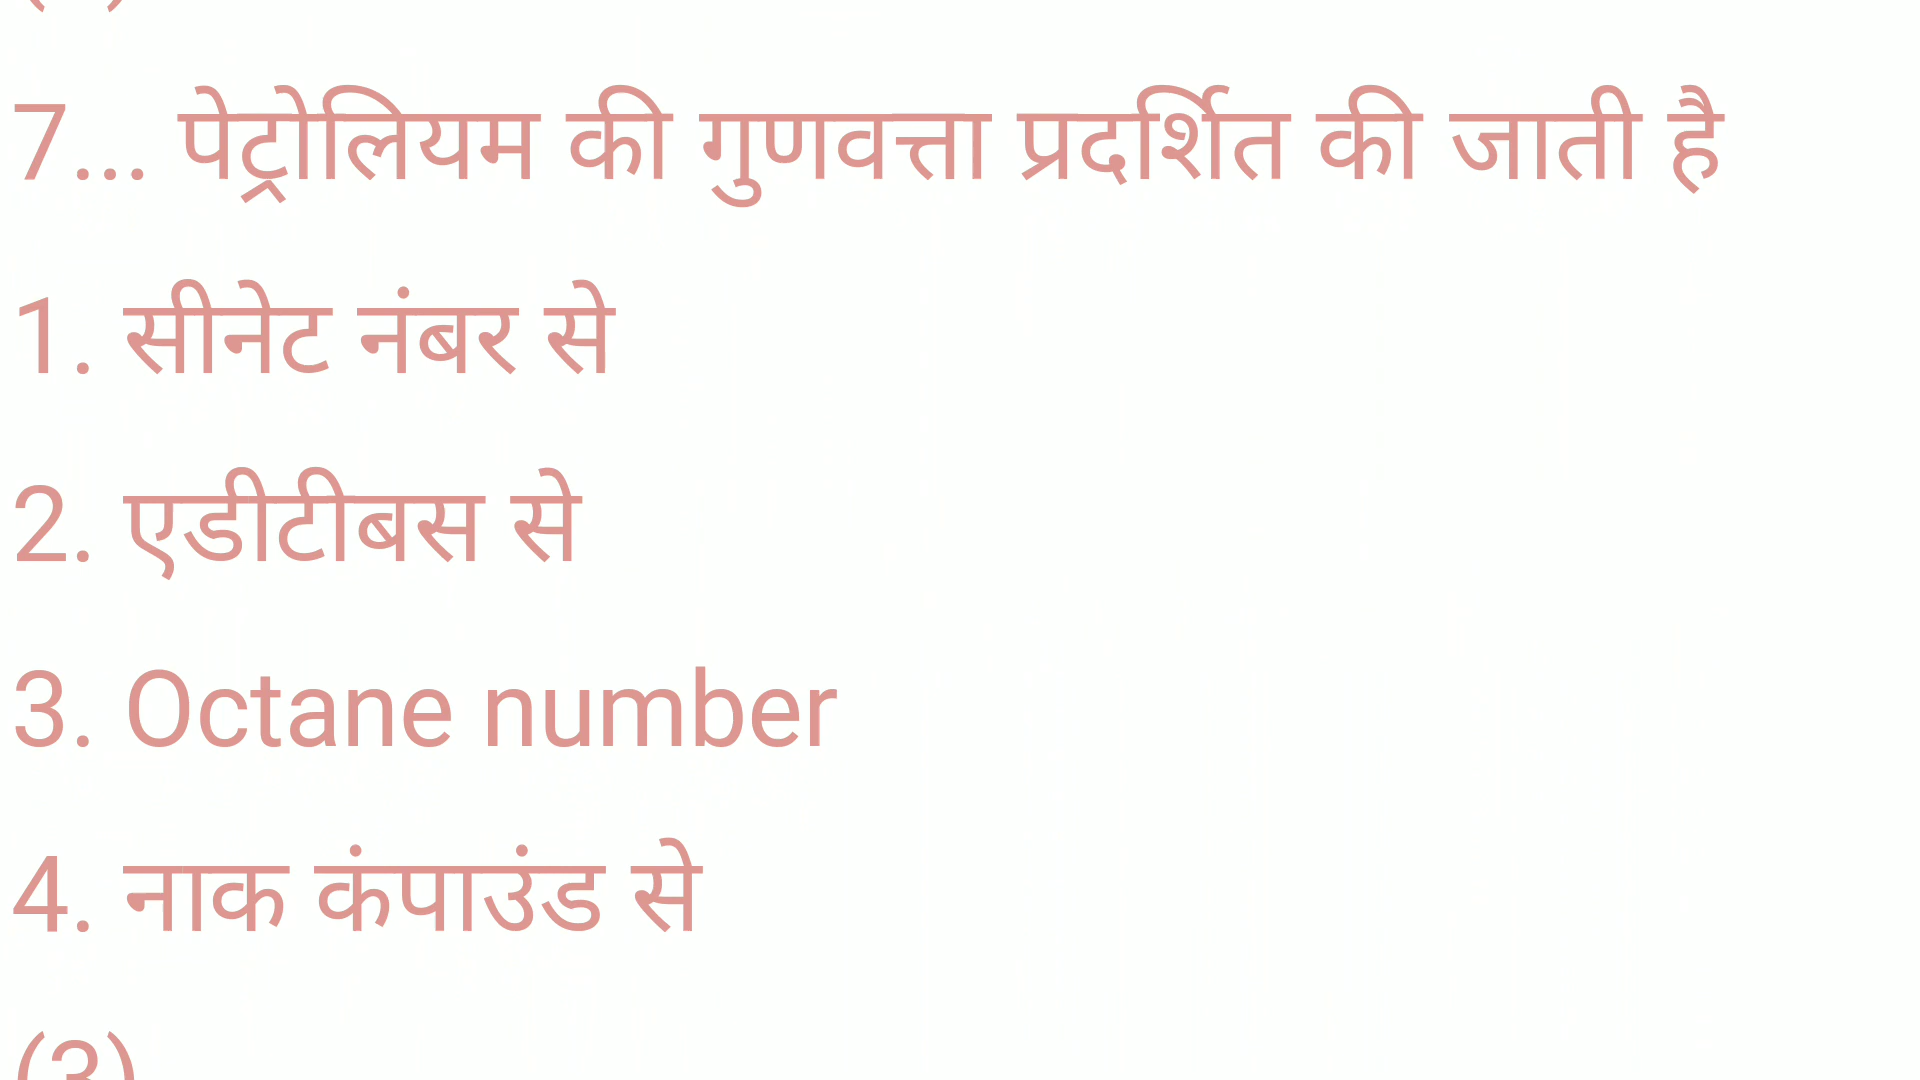 7... पेट्रोलियम की गुणवत्ता प्रदर्शित की जाती है
1. सीनेट नंबर से
2. एडीटीबस से
3. Octane number
4. नाक कंपाउंड से
(3)